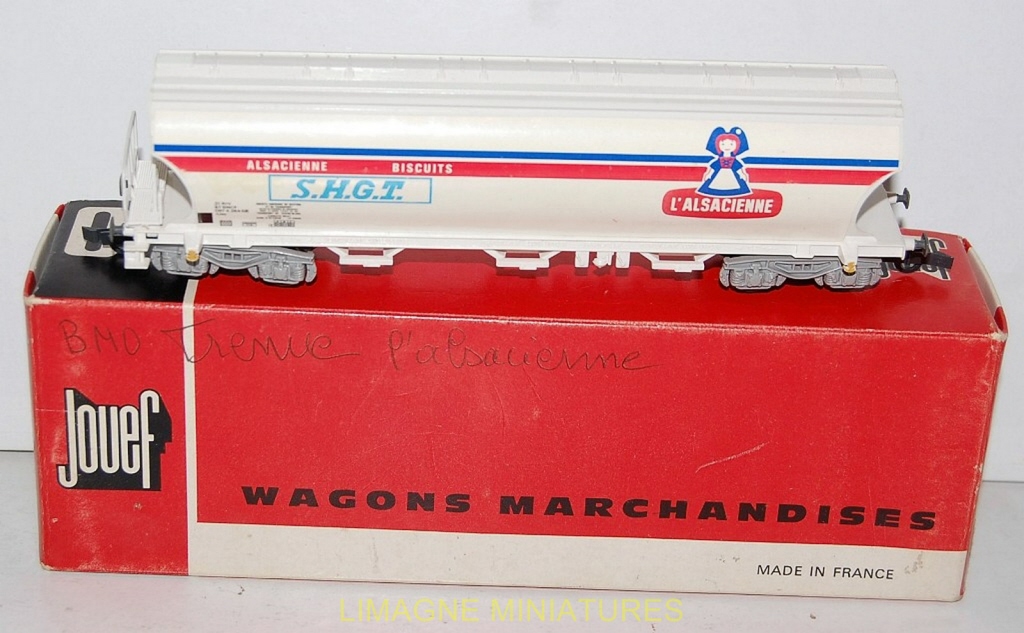 ALSACIENNE BISCUITS
S.H.G.T.
L'ALSACIENNE
BMO Tremie l'alsacienne
Jouef
WAGONS MARCHANDISES
MADE IN FRANCE
LIMAGNE MINIATURES